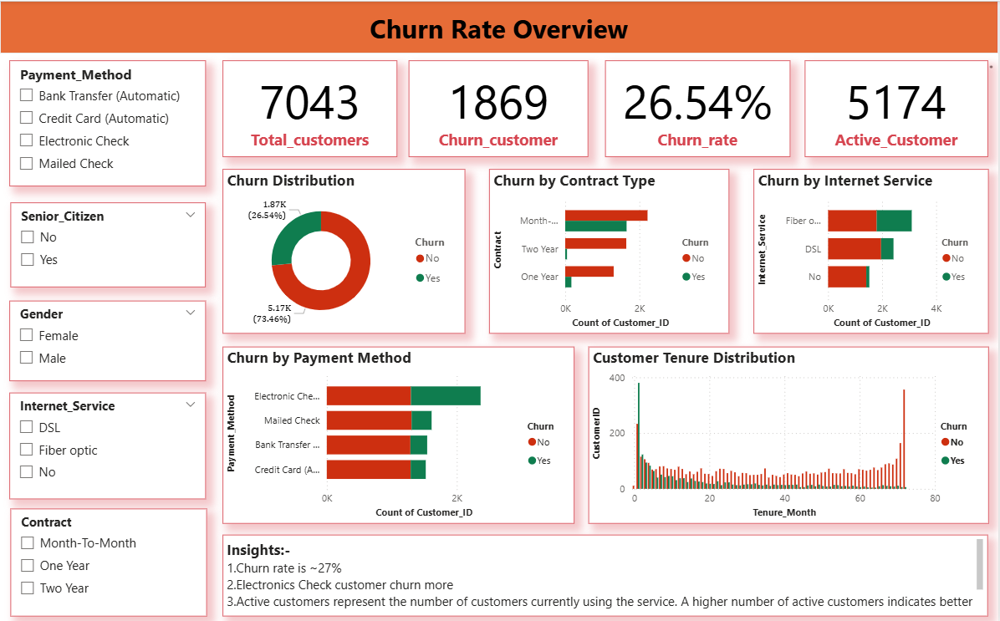 Churn Rate Overview
Payment_Method
Bank Transfer (Automatic)
Credit Card (Automatic)
Electronic Check
Mailed Check
Senior_Citizen
No
Yes
Gender
Female
Male
Internet_Service
DSL
Fiber optic
No
Contract
Month-To-Month
One Year
Two Year
7043
Total_customers
1869
Churn_customer
26.54%
Churn_rate
5174
Active_Customer
Churn Distribution
1.87K
(26.54%)
5.17K
(73.46%)
Churn
No
Yes
Churn by Contract Type
Contract
Month-...
Two Year
One Year
0K
2K
Count of Customer_ID
Churn
No
Yes
Churn by Internet Service
Internet_Service
Fiber o...
DSL
No
0K
2K
4K
Count of Customer_ID
Churn
No
Yes
Churn by Payment Method
Payment_Method
Electronic Che...
Mailed Check
Bank Transfer ...
Credit Card (A...
0K
2K
Count of Customer_ID
Churn
No
Yes
Customer Tenure Distribution
CustomerID
400
200
0
0
20
40
60
80
Tenure_Month
Churn
No
Yes
Insights:-
1.Churn rate is ~27%
2.Electronics Check customer churn more
3.Active customers represent the number of customers currently using the service. A higher number of active customers indicates better